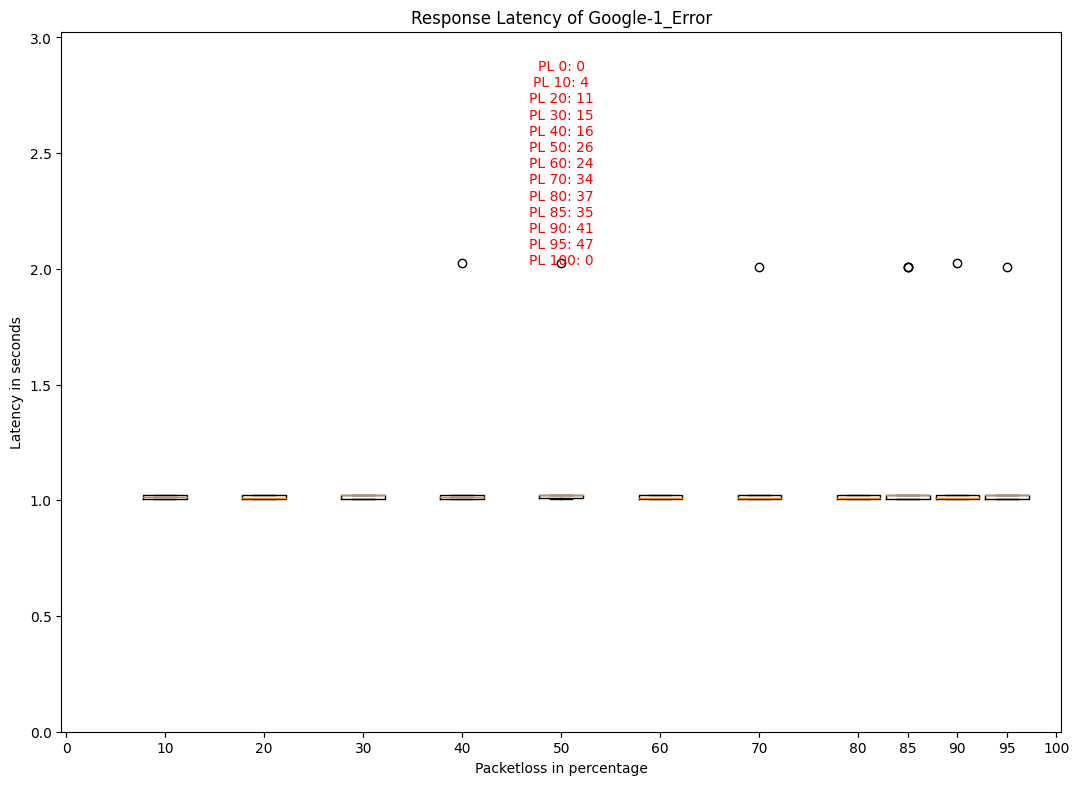 Response Latency of Google-1_Error
3.0
2.5
2.0
1.5
1.0
0.5
0.0
Latency in seconds
PL 0: 0
PL 10: 4
PL 20: 11
PL 30: 15
PL 40: 16
PL 50: 26
PL 60: 24
PL 70: 34
PL 80: 37
PL 85: 35
PL 90: 41
PL 95: 47
PL 100: 0
0 10 20 30 40 50 60 70 80 85 90 95 100
Packetloss in percentage